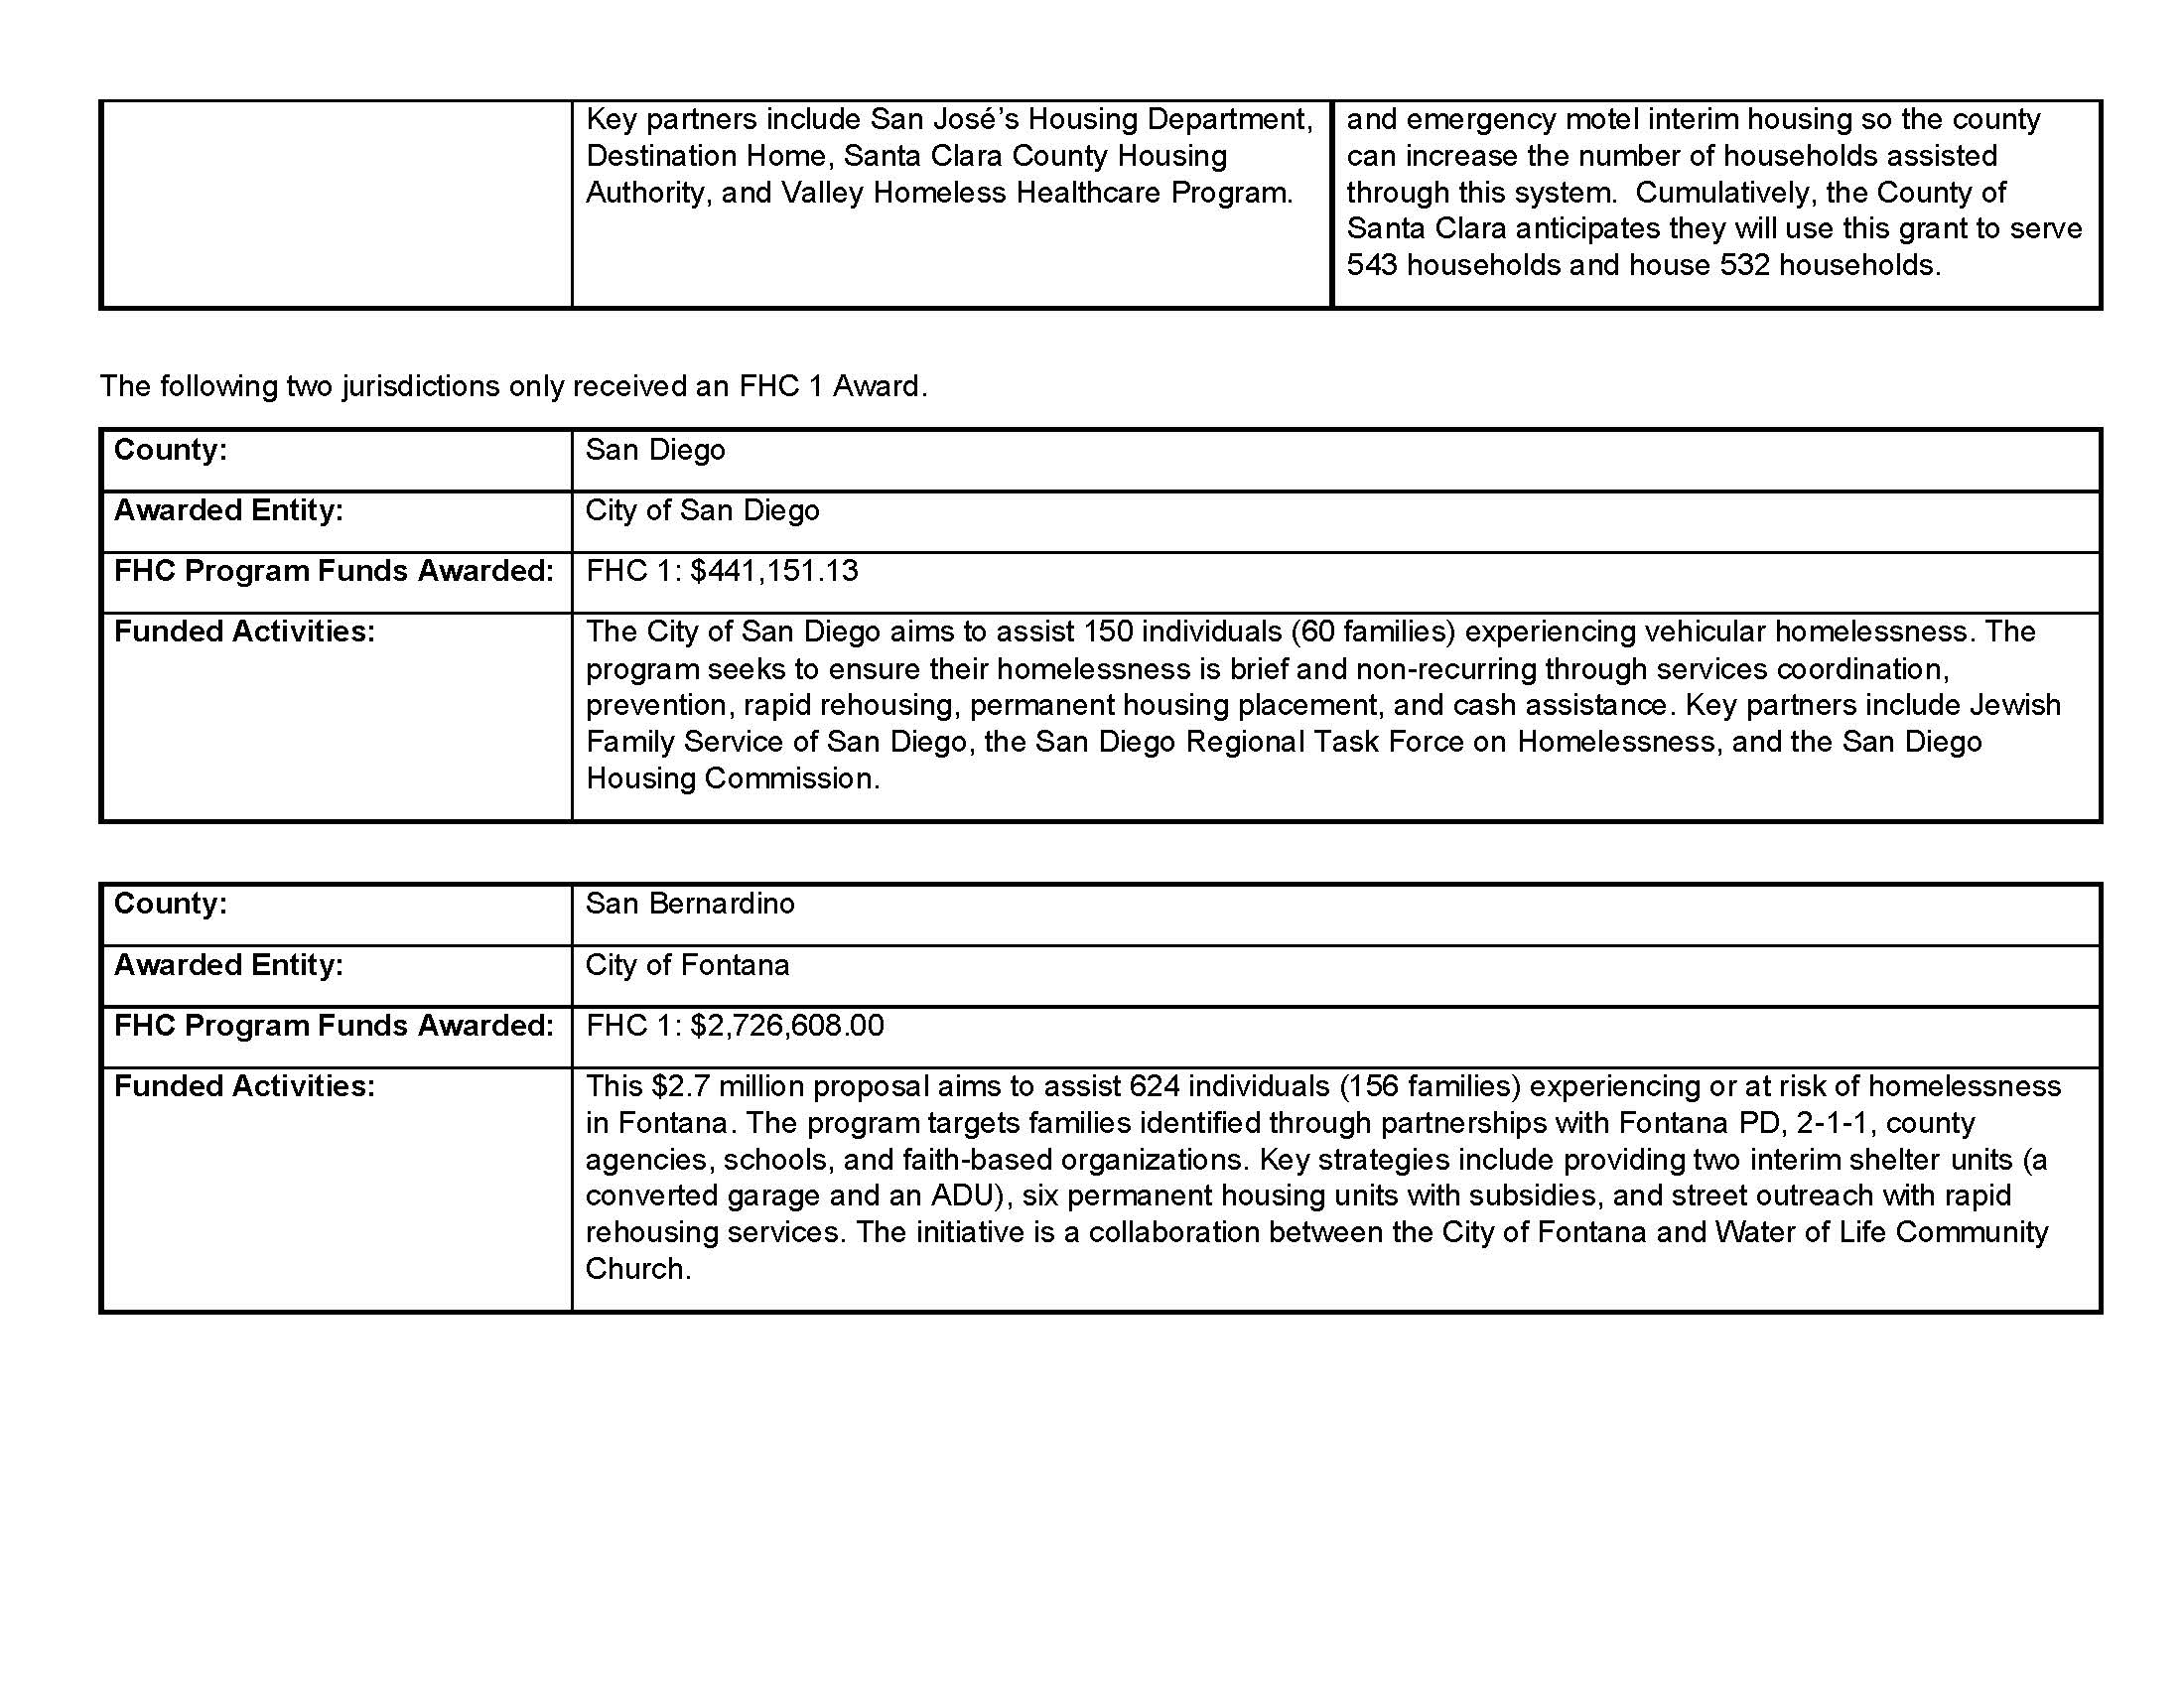 Key partners include San José’s Housing Department,
Destination Home, Santa Clara County Housing
Authority, and Valley Homeless Healthcare Program.
and emergency motel interim housing so the county
can increase the number of households assisted
through this system.  Cumulatively, the County of
Santa Clara anticipates they will use this grant to serve
543 households and house 532 households.
The following two jurisdictions only received an FHC 1 Award.
County: San Diego
Awarded Entity: City of San Diego
FHC Program Funds Awarded: FHC 1: $441,151.13
Funded Activities: The City of San Diego aims to assist 150 individuals (60 families) experiencing vehicular homelessness. The
program seeks to ensure their homelessness is brief and non-recurring through services coordination,
prevention, rapid rehousing, permanent housing placement, and cash assistance. Key partners include Jewish
Family Service of San Diego, the San Diego Regional Task Force on Homelessness, and the San Diego
Housing Commission.
County: San Bernardino
Awarded Entity: City of Fontana
FHC Program Funds Awarded: FHC 1: $2,726,608.00
Funded Activities: This $2.7 million proposal aims to assist 624 individuals (156 families) experiencing or at risk of homelessness
in Fontana. The program targets families identified through partnerships with Fontana PD, 2-1-1, county
agencies, schools, and faith-based organizations. Key strategies include providing two interim shelter units (a
converted garage and an ADU), six permanent housing units with subsidies, and street outreach with rapid
rehousing services. The initiative is a collaboration between the City of Fontana and Water of Life Community
Church.